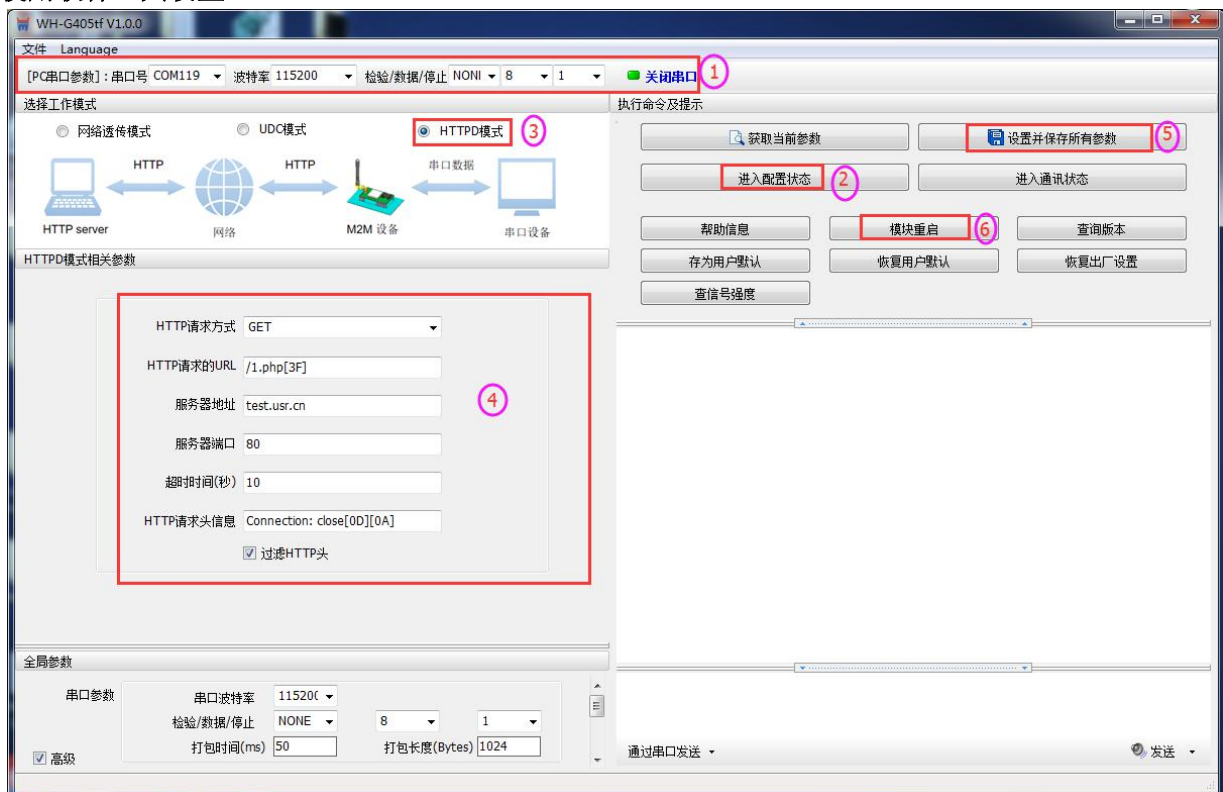 WH-G405tf V1.0.0
文件 Language
[PC串口参数]：串口号 COM119 波特率 115200 检验/数据/停止 NONI 8 1 关闭串口 1
选择工作模式
执行命令及提示
网络透传模式 UDC模式 HTTPD模式 3
获取当前参数 设置并保存所有参数 5
HTTP HTTP 串口数据
进入配置状态 2 进入通讯状态
HTTP server 网络 M2M 设备 串口设备
帮助信息 模块重启 6 查询版本
HTTPD模式相关参数
存为用户默认 恢复用户默认 恢复出厂设置
查信号强度
HTTP请求方式 GET
HTTP请求的URL /1.php[3F]
服务器地址 test.usr.cn 4
服务器端口 80
超时时间(秒) 10
HTTP请求头信息 Connection: close[0D][0A]
过滤HTTP头
全局参数
串口参数 串口波特率 11520(
检验/数据/停止 NONE 8 1
打包时间(ms) 50 打包长度(Bytes) 1024
高级
通过串口发送 发送